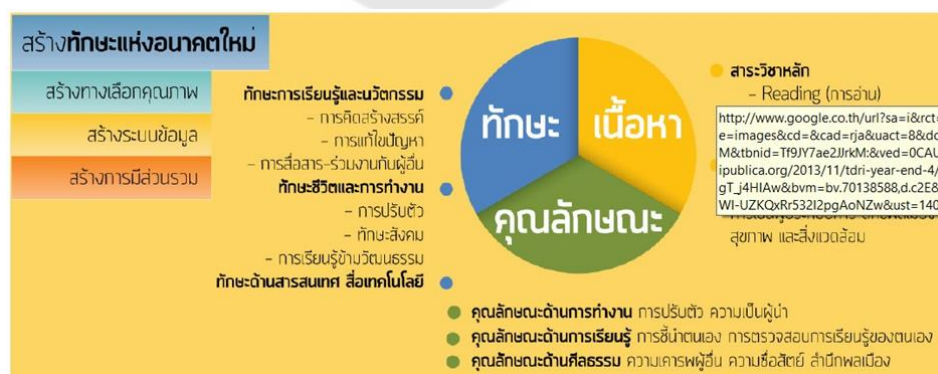 สร้างทักษะแห่งอนาคตใหม่
สร้างทางเลือกคุณภาพ
สร้างระบบข้อมูล
สร้างการมีส่วนรวม
ทักษะการเรียนรู้และนวัตกรรม
- การคิดสร้างสรรค์
- การแก้ไขปัญหา
- การสื่อสาร-ร่วมงานกับผู้อื่น
ทักษะชีวิตและการทำงาน
- การปรับตัว
- ทักษะสังคม
- การเรียนรู้ข้ามวัฒนธรรม
ทักษะด้านสารสนเทศ สื่อเทคโนโลยี
ทักษะ
เนื้อหา
คุณลักษณะ
สาระวิชาหลัก
- Reading (การอ่าน)
http://www.google.co.th/url?sa=i&rct=
e=images&cd=&cad=rja&uact=8&do
M&tbnid=Tf9JY7ae2JJrkM:&ved=0CAU
ipublica.org/2013/11/tdri-year-end-4/
gT_j4HIAw&bvm=bv.70138588,d.c2E&
WI-UZKQxRr532I2pgAoNZw&ust=140
สุขภาพ และสิ่งแวดล้อม
คุณลักษณะด้านการทำงาน การปรับตัว ความเป็นผู้นำ
คุณลักษณะด้านการเรียนรู้ การชี้นำตนเอง การตรวจสอบการเรียนรู้ของตนเอง
คุณลักษณะด้านศีลธรรม ความเคารพผู้อื่น ความซื่อสัตย์ สำนึกพลเมือง